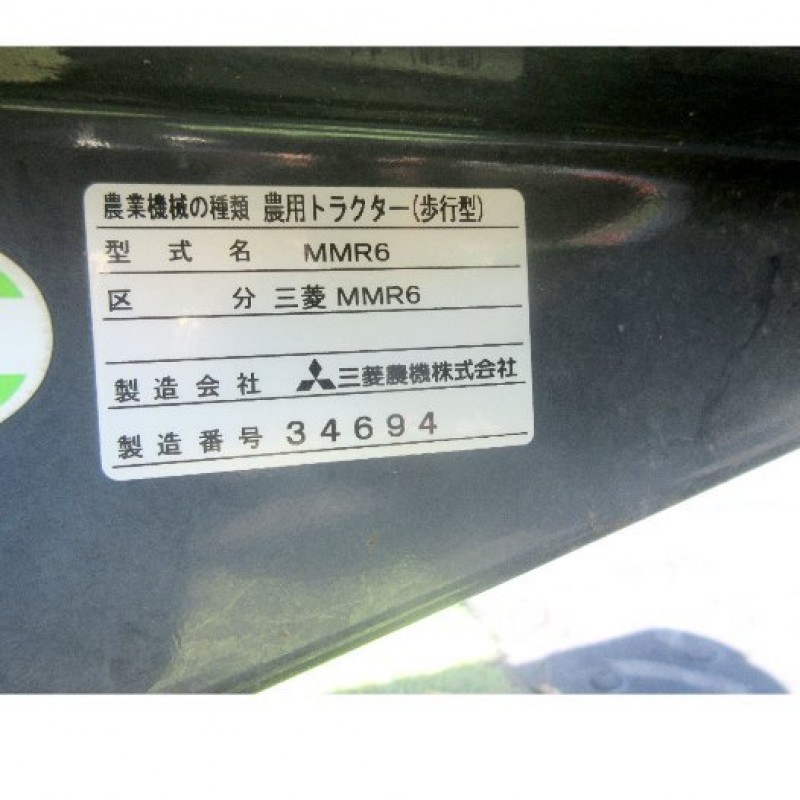 農業機械の種類 農用トラクター(歩行型)
型式名 MMR6
区分 三菱 MMR6
製造会社 三菱農機株式会社
製造番号 34694